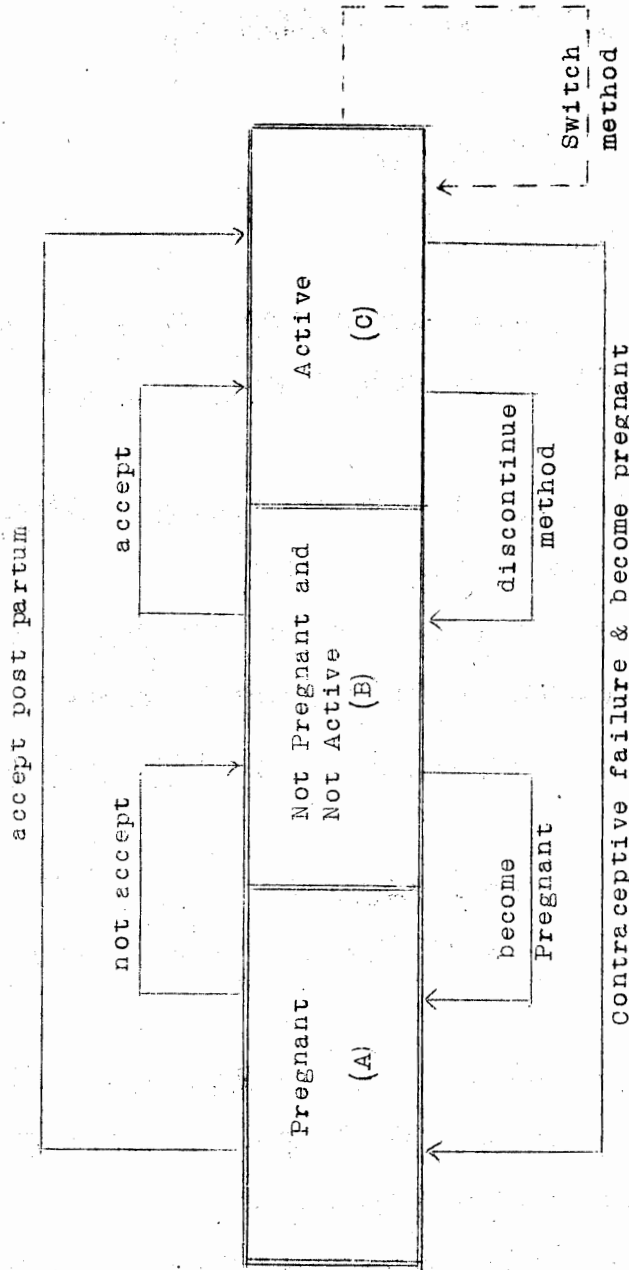 accept post partum
not accept
accept
Pregnant
(A)
Not Pregnant and
Not Active
(B)
Active
(C)
become
Pregnant
discontinue
method
Switch
method
Contraceptive failure & become pregnant